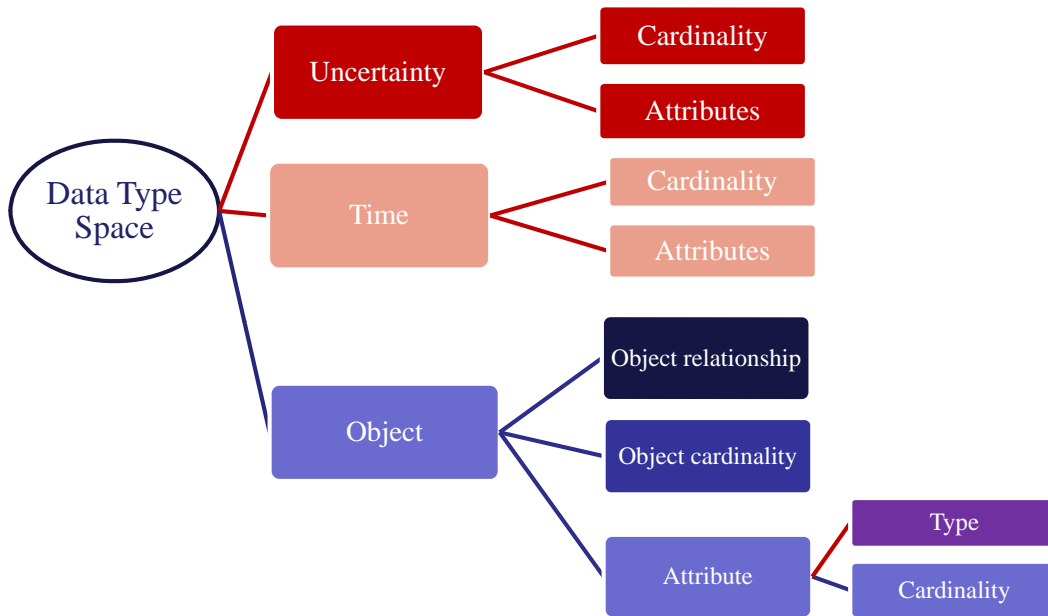 Data Type
Space
Uncertainty
Cardinality
Attributes
Time
Cardinality
Attributes
Object
Object relationship
Object cardinality
Attribute
Type
Cardinality